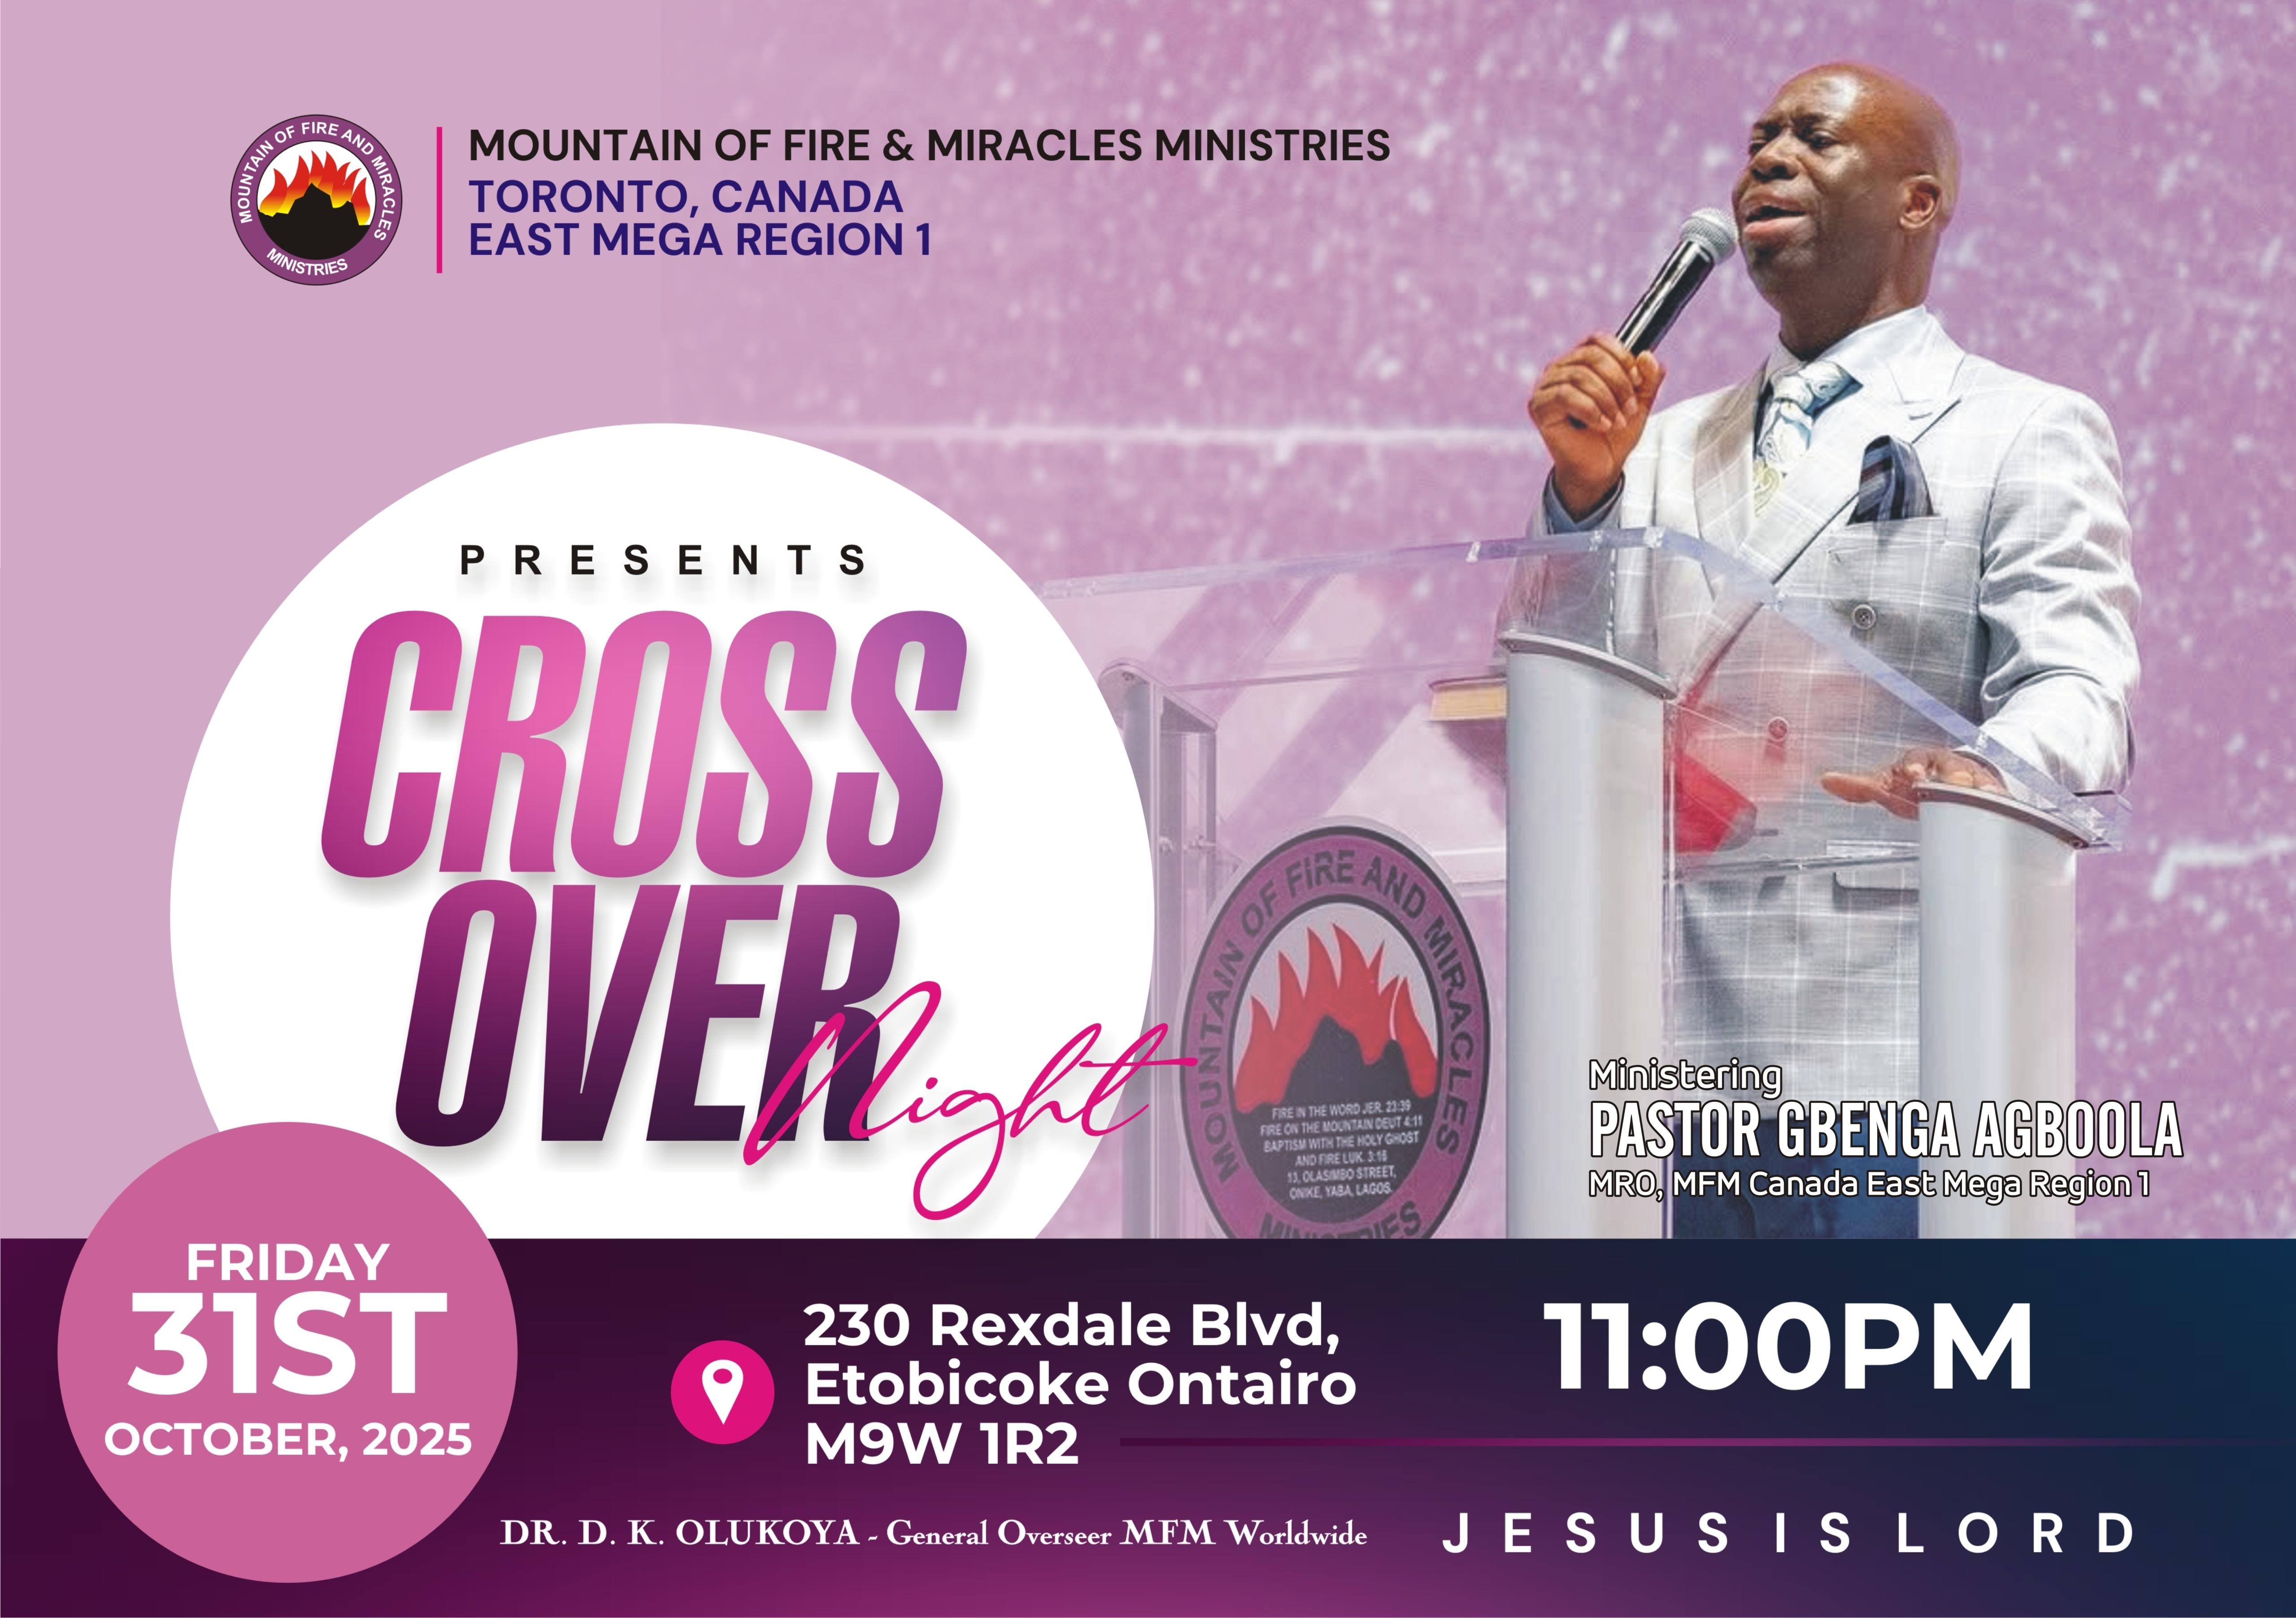 MOUNTAIN OF FIRE AND MIRACLES
MINISTRIES
MOUNTAIN OF FIRE & MIRACLES MINISTRIES
TORONTO, CANADA
EAST MEGA REGION 1
PRESENTS
CROSS
OVER
Night
MOUNTAIN OF FIRE AND MIRACLES
FIRE IN THE WORD JER. 23:39
FIRE ON THE MOUNTAIN DEUT 4:11
BAPTISM WITH THE HOLY GHOST
AND FIRE LUK. 3:16
13, OLASIMBO STREET,
ONIKE, YABA, LAGOS.
MINISTRIES
Ministering
PASTOR GBENGA AGBOOLA
MRO, MFM Canada East Mega Region 1
FRIDAY
31ST
OCTOBER, 2025
230 Rexdale Blvd,
Etobicoke Ontairo
M9W 1R2
11:00PM
DR. D. K. OLUKOYA - General Overseer MFM Worldwide
JESUS IS LORD